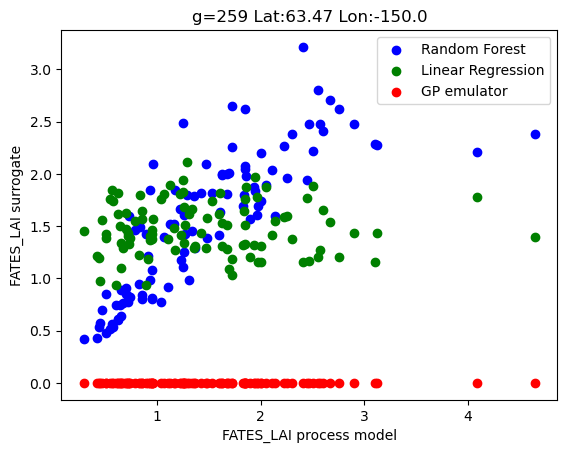 g=259 Lat:63.47 Lon:-150.0
Random Forest
Linear Regression
GP emulator
FATES_LAI surrogate
3.0
2.5
2.0
1.5
1.0
0.5
0.0
1
2
3
4
FATES_LAI process model